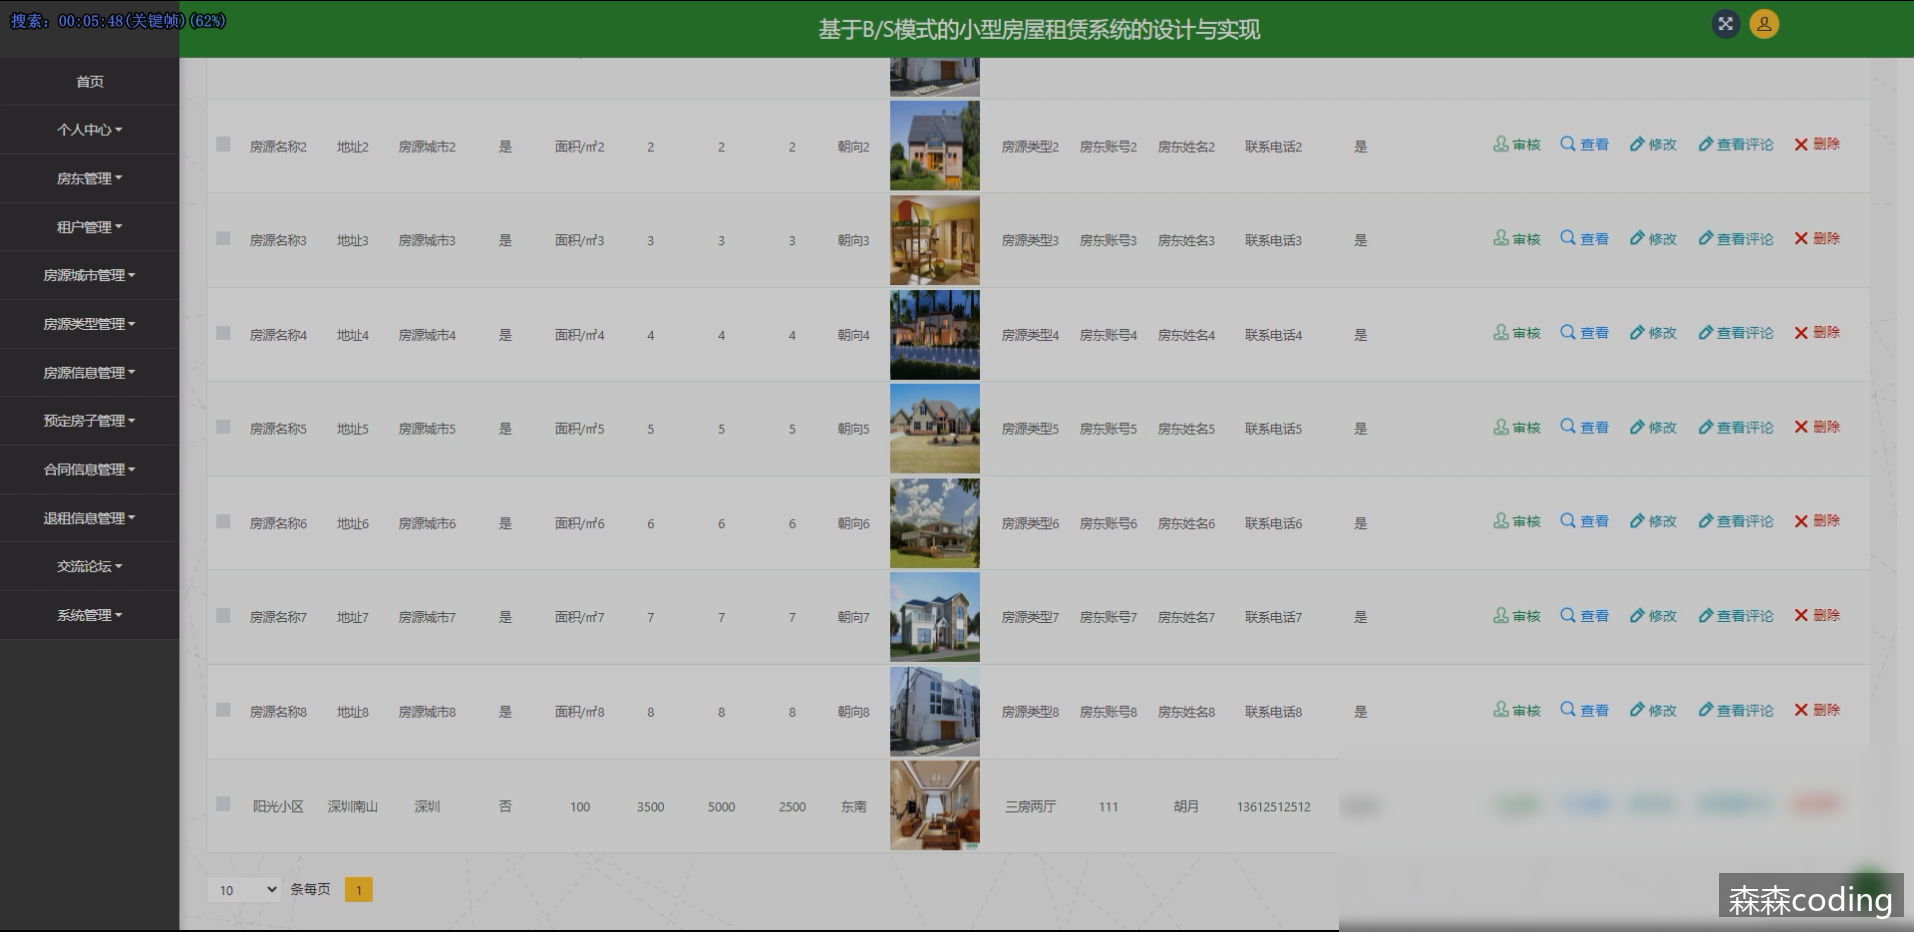 搜索: 00:05:48(关键帧)(62%)
基于B/S模式的小型房屋租赁系统的设计与实现
首页
个人中心
房东管理
租户管理
房源城市管理
房源类型管理
房源信息管理
预定房子管理
合同信息管理
退租信息管理
交流论坛
系统管理
房源名称2 地址2 房源城市2 是 面积/㎡2 2 2 2 朝向2 房源类型2 房东账号2 房东姓名2 联系电话2 是 审核 查看 修改 查看评论 删除
房源名称3 地址3 房源城市3 是 面积/㎡3 3 3 3 朝向3 房源类型3 房东账号3 房东姓名3 联系电话3 是 审核 查看 修改 查看评论 删除
房源名称4 地址4 房源城市4 是 面积/㎡4 4 4 4 朝向4 房源类型4 房东账号4 房东姓名4 联系电话4 是 审核 查看 修改 查看评论 删除
房源名称5 地址5 房源城市5 是 面积/㎡5 5 5 5 朝向5 房源类型5 房东账号5 房东姓名5 联系电话5 是 审核 查看 修改 查看评论 删除
房源名称6 地址6 房源城市6 是 面积/㎡6 6 6 6 朝向6 房源类型6 房东账号6 房东姓名6 联系电话6 是 审核 查看 修改 查看评论 删除
房源名称7 地址7 房源城市7 是 面积/㎡7 7 7 7 朝向7 房源类型7 房东账号7 房东姓名7 联系电话7 是 审核 查看 修改 查看评论 删除
房源名称8 地址8 房源城市8 是 面积/㎡8 8 8 8 朝向8 房源类型8 房东账号8 房东姓名8 联系电话8 是 审核 查看 修改 查看评论 删除
阳光小区 深圳南山 深圳 否 100 3500 5000 2500 东南 三房两厅 111 胡月 13612512512
10 条每页 1
森森coding